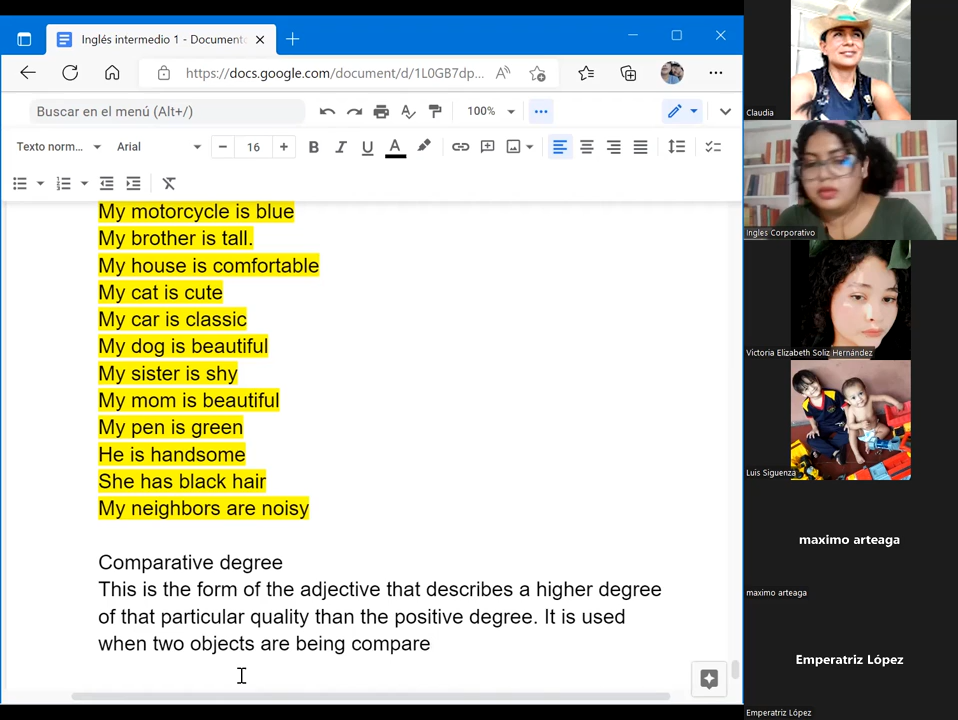 Inglés intermedio 1 - Documento
https://docs.google.com/document/d/1L0GB7dp...
Buscar en el menú (Alt+/)
100%
Texto norm...
Arial
16
My motorcycle is blue
My brother is tall.
My house is comfortable
My cat is cute
My car is classic
My dog is beautiful
My sister is shy
My mom is beautiful
My pen is green
He is handsome
She has black hair
My neighbors are noisy
Comparative degree
This is the form of the adjective that describes a higher degree
of that particular quality than the positive degree. It is used
when two objects are being compare
Claudia
Ingles Corporativo
Victoria Elizabeth Soliz Hernández
Luis Siguenza
maximo arteaga
maximo arteaga
Emperatriz López
Emperatriz López